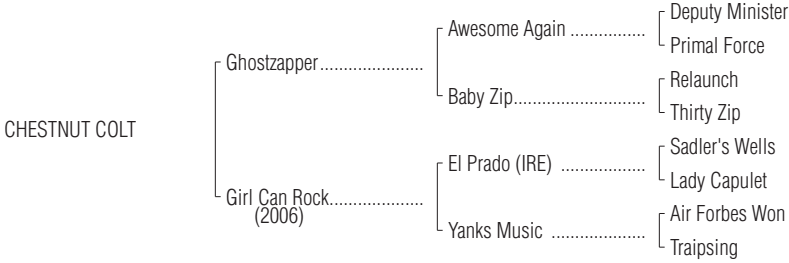 Deputy Minister
Awesome Again ................
Primal Force
Ghostzapper......................
Relaunch
Baby Zip............................
Thirty Zip
CHESTNUT COLT
Sadler's Wells
El Prado (IRE) ..................
Lady Capulet
Girl Can Rock....................
(2006)
Air Forbes Won
Yanks Music ....................
Traipsing